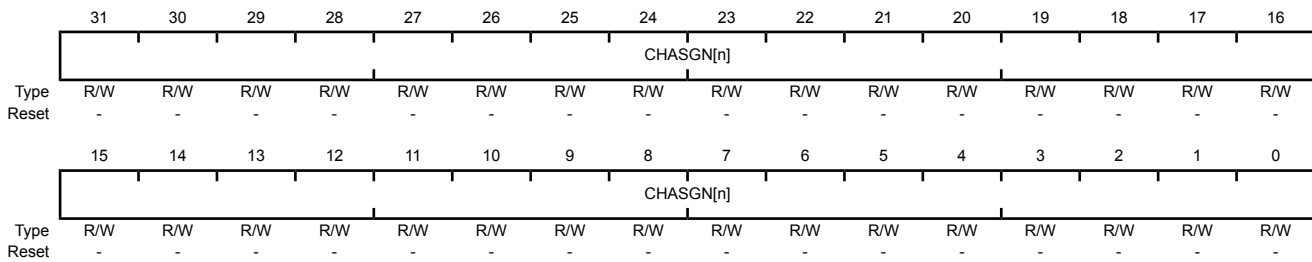 31 30 29 28 27 26 25 24 23 22 21 20 19 18 17 16
CHASGN[n]
Type R/W R/W R/W R/W R/W R/W R/W R/W R/W R/W R/W R/W R/W R/W R/W R/W
Reset - - - - - - - - - - - - - - - -
15 14 13 12 11 10 9 8 7 6 5 4 3 2 1 0
CHASGN[n]
Type R/W R/W R/W R/W R/W R/W R/W R/W R/W R/W R/W R/W R/W R/W R/W R/W
Reset - - - - - - - - - - - - - - - -